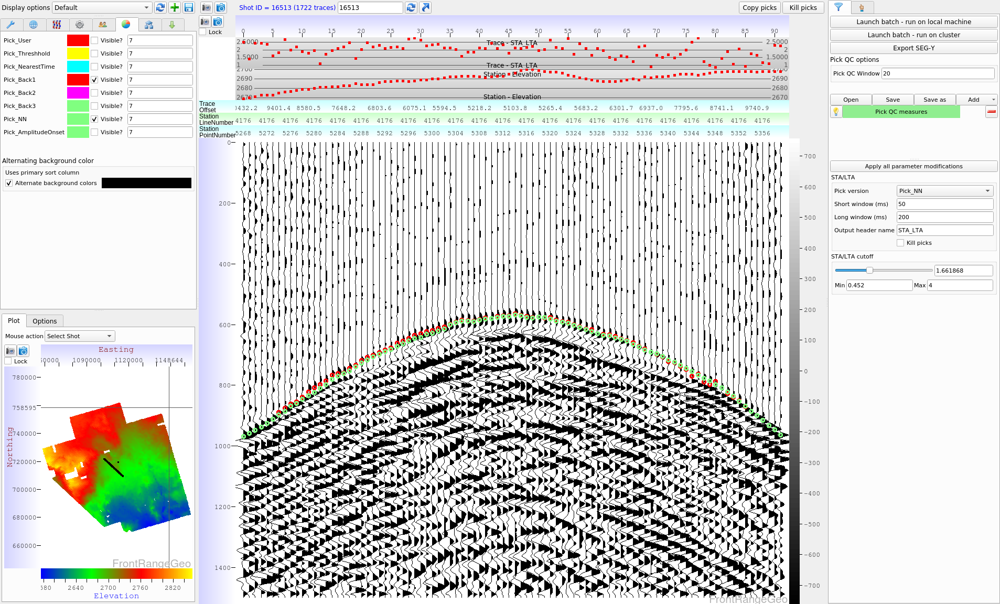 Display options Default
Shot ID = 16513 (1722 traces) 16513
Copy picks Kill picks
Lock
Pick_User Visible? 7
Pick_Threshhold Visible? 7
Pick_NearestTime Visible? 7
Pick_Back1 Visible? 7
Pick_Back2 Visible? 7
Pick_Back3 Visible? 7
Pick_NN Visible? 7
Pick_AmplitudeOnset Visible? 7
Alternating background color
Uses primary sort column
Alternate background colors
Plot Options
Mouse action Select Shot
Lock
Easting
1090000 1120000 1148644
Northing
780000
758595
740000
720000
700000
680000
660000
FrontRangeGeo
580 2640 2700 2760 2820
Elevation
0 5 10 15 20 25 30 35 40 45 50 55 60 65 70 75 80 85 90
2.5000 Trace - STA_LTA 2.5000
2 2
1.5000 1.5000
1 Trace - STA_LTA 1
2700 Station - Elevation 2700
2690 2690
2680 2680
2670 Station - Elevation 2670
Trace
Offset 9432.2 9401.4 8580.5 7648.2 6803.6 6075.1 5594.5 5218.2 5103.8 5265.4 5683.2 6301.7 6937.0 7795.6 8741.1 9740.9
Station
LineNumber 4176 4176 4176 4176 4176 4176 4176 4176 4176 4176 4176 4176 4176 4176 4176 4176 4176 4176 4176 4176 4176 4176 4176
Station
PointNumber 5268 5272 5276 5280 5284 5288 5292 5296 5300 5304 5308 5312 5316 5320 5324 5328 5332 5336 5340 5344 5348 5352 5356
0
200
400
600
800
1000
1200
1400
700
600
500
400
300
200
100
0
-100
-200
-300
-400
-500
-600
-700
FrontRangeGeo
Launch batch - run on local machine
Launch batch - run on cluster
Export SEG-Y
Pick QC options
Pick QC Window 20
Open Save Save as Add
Pick QC measures
Apply all parameter modifications
STA/LTA
Pick version Pick_NN
Short window (ms) 50
Long window (ms) 200
Output header name STA_LTA
Kill picks
STA/LTA cutoff
1.661868
Min 0.452 Max 4